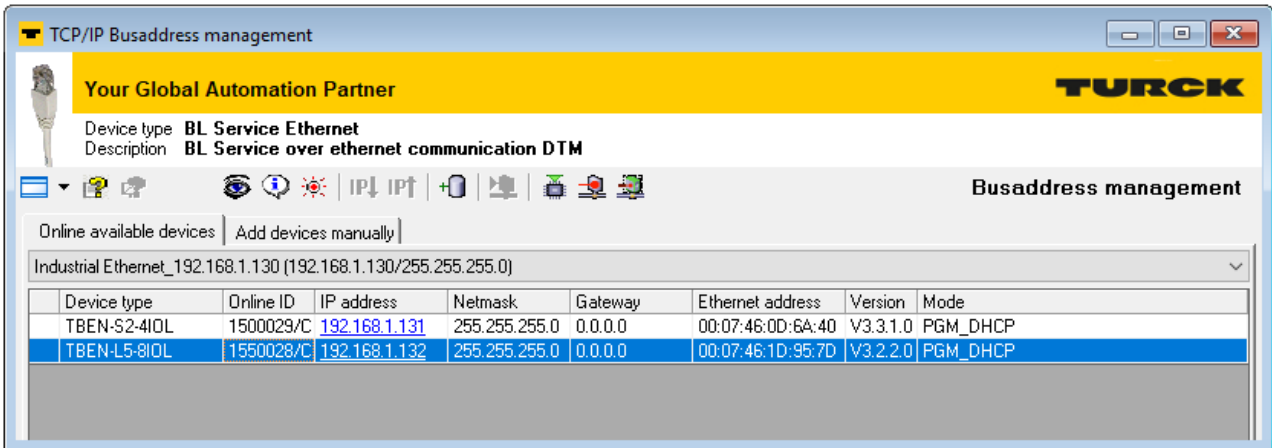 TCP/IP Busaddress management
Your Global Automation Partner
TURCK
Device type BL Service Ethernet
Description BL Service over ethernet communication DTM
IP IP
Busaddress management
Online available devices Add devices manually
Industrial Ethernet_192.168.1.130 (192.168.1.130/255.255.255.0)
Device type Online ID IP address Netmask Gateway Ethernet address Version Mode
TBEN-S2-4IOL 1500029/C 192.168.1.131 255.255.255.0 0.0.0.0 00:07:46:0D:6A:40 V3.3.1.0 PGM_DHCP
TBEN-L5-8IOL 1550028/C 192.168.1.132 255.255.255.0 0.0.0.0 00:07:46:1D:95:7D V3.2.2.0 PGM_DHCP